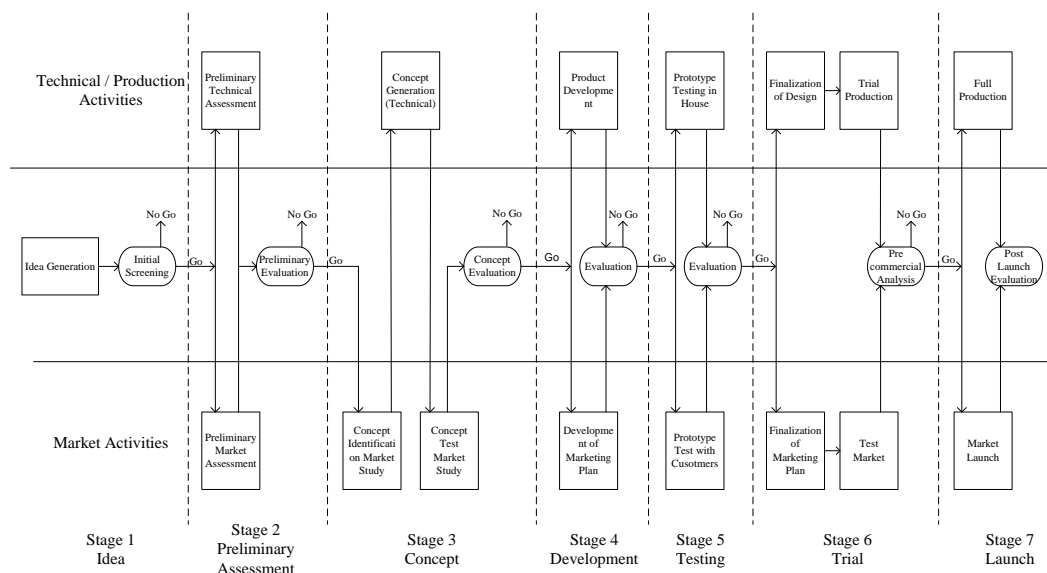 Technical / Production
Activities
Preliminary
Technical
Assessment
Concept
Generation
(Technical)
Product
Developmen
t
Prototype
Testing in
House
Finalization
of Design
Trial
Production
Full
Production
No Go
No Go
No Go
No Go
No Go
No Go
Idea Generation
Initial
Screening
Go
Preliminary
Evaluation
Go
Concept
Evaluation
Go
Evaluation
Go
Evaluation
Go
Pre
commercial
Analysis
Go
Post
Launch
Evaluation
Market Activities
Preliminary
Market
Assessment
Concept
Identificati
on Market
Study
Concept
Test
Market
Study
Developmen
t of
Marketing
Plan
Prototype
Test with
Cusotmers
Finalization
of
Marketing
Plan
Test
Market
Market
Launch
Stage 1
Idea
Stage 2
Preliminary
Assessment
Stage 3
Concept
Stage 4
Development
Stage 5
Testing
Stage 6
Trial
Stage 7
Launch